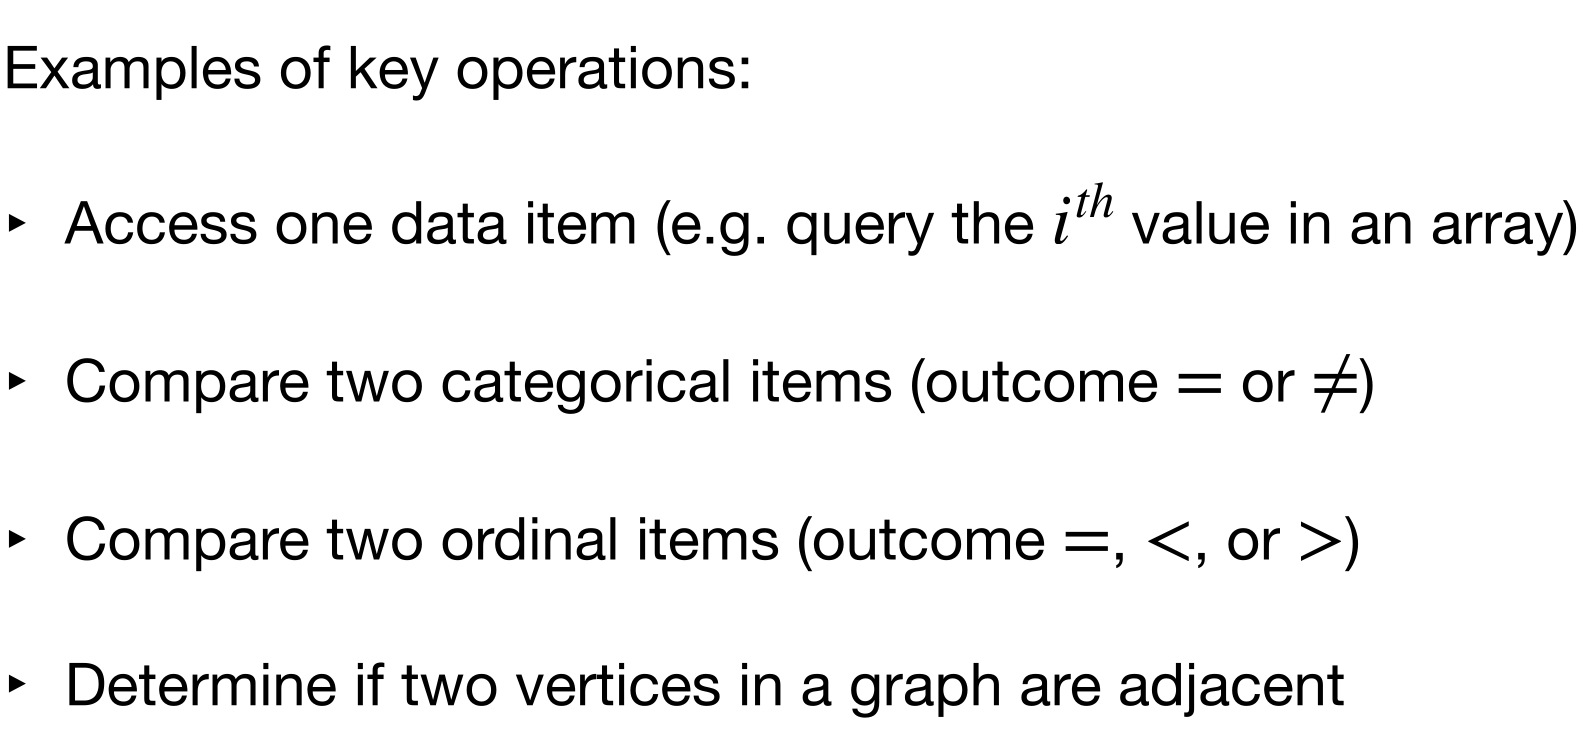 Examples of key operations:
‣ Access one data item (e.g. query the i^th value in an array)
‣ Compare two categorical items (outcome = or ≠)
‣ Compare two ordinal items (outcome =, <, or >)
‣ Determine if two vertices in a graph are adjacent